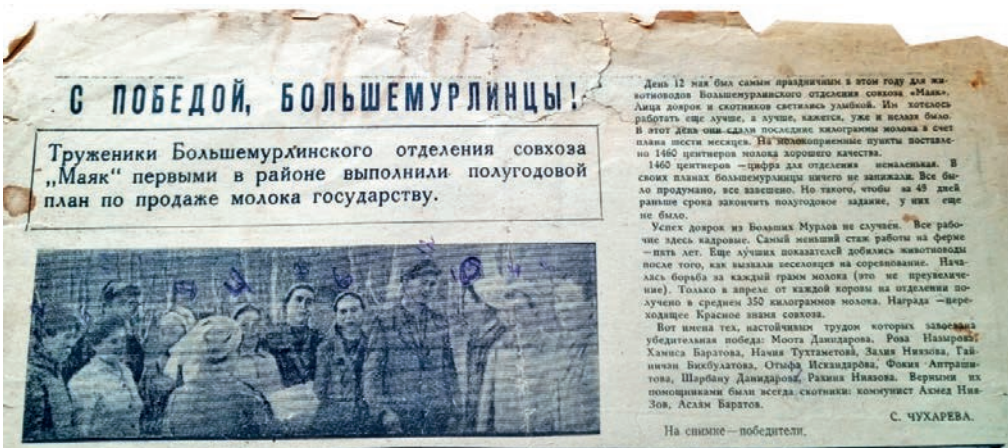 С ПОБЕДОЙ, БОЛЬШЕМУРЛИНЦЫ!
Труженики Большемурлинского отделения совхоза
„Маяк“ первыми в районе выполнили полугодовой
план по продаже молока государству.
День 12 мая был самым праздничным в этом году для жи-
вотноводов Большемурлинского отделения совхоза «Маяк».
Лица доярок и скотников светились улыбкой. Им хотелось
работать еще лучше, а лучше, кажется, уже и нельзя было.
В этот день они сдали последние килограммы молока в счет
плана шести месяцев. На молокоприемные пункты поставле-
но 1460 центнеров молока хорошего качества.
1460 центнеров —цифра для отделения немаленькая. В
своих планах большемурлинцы ничего не занижали. Все бы-
ло продумано, все взвешено. Но такого, чтобы за 49 дней
раньше срока закончить полугодовое задание, у них еще
не было.
Успех доярок из Больших Мурлов не случаен. Все рабо-
чие здесь кадровые. Самый меньший стаж работы на ферме
—пять лет. Еще лучших показателей добились животноводы
после того, как вызвали веселовцев на соревнование. Нача-
лась борьба за каждый грамм молока (это не преувеличе-
ние). Только в апреле от каждой коровы на отделении по-
лучено в среднем 350 килограммов молока. Награда —пере-
ходящее Красное знамя совхоза.
Вот имена тех, настойчивым трудом которых завоевана
убедительная победа: Моота Давидарова, Роза Назырова,
Хамиса Баратова, Начия Тухтаметова, Залия Ниязова, Гай-
ничан Бикбулатова, Отыфа Искандарова, Фокия Аптраши-
това, Шарбану Давидарова, Рахина Ниязова. Верными их
помощниками были всегда скотники: коммунист Ахмед Ния-
Зов, Аслям Баратов.
С. ЧУХАРЕВА.
На снимке—победители.